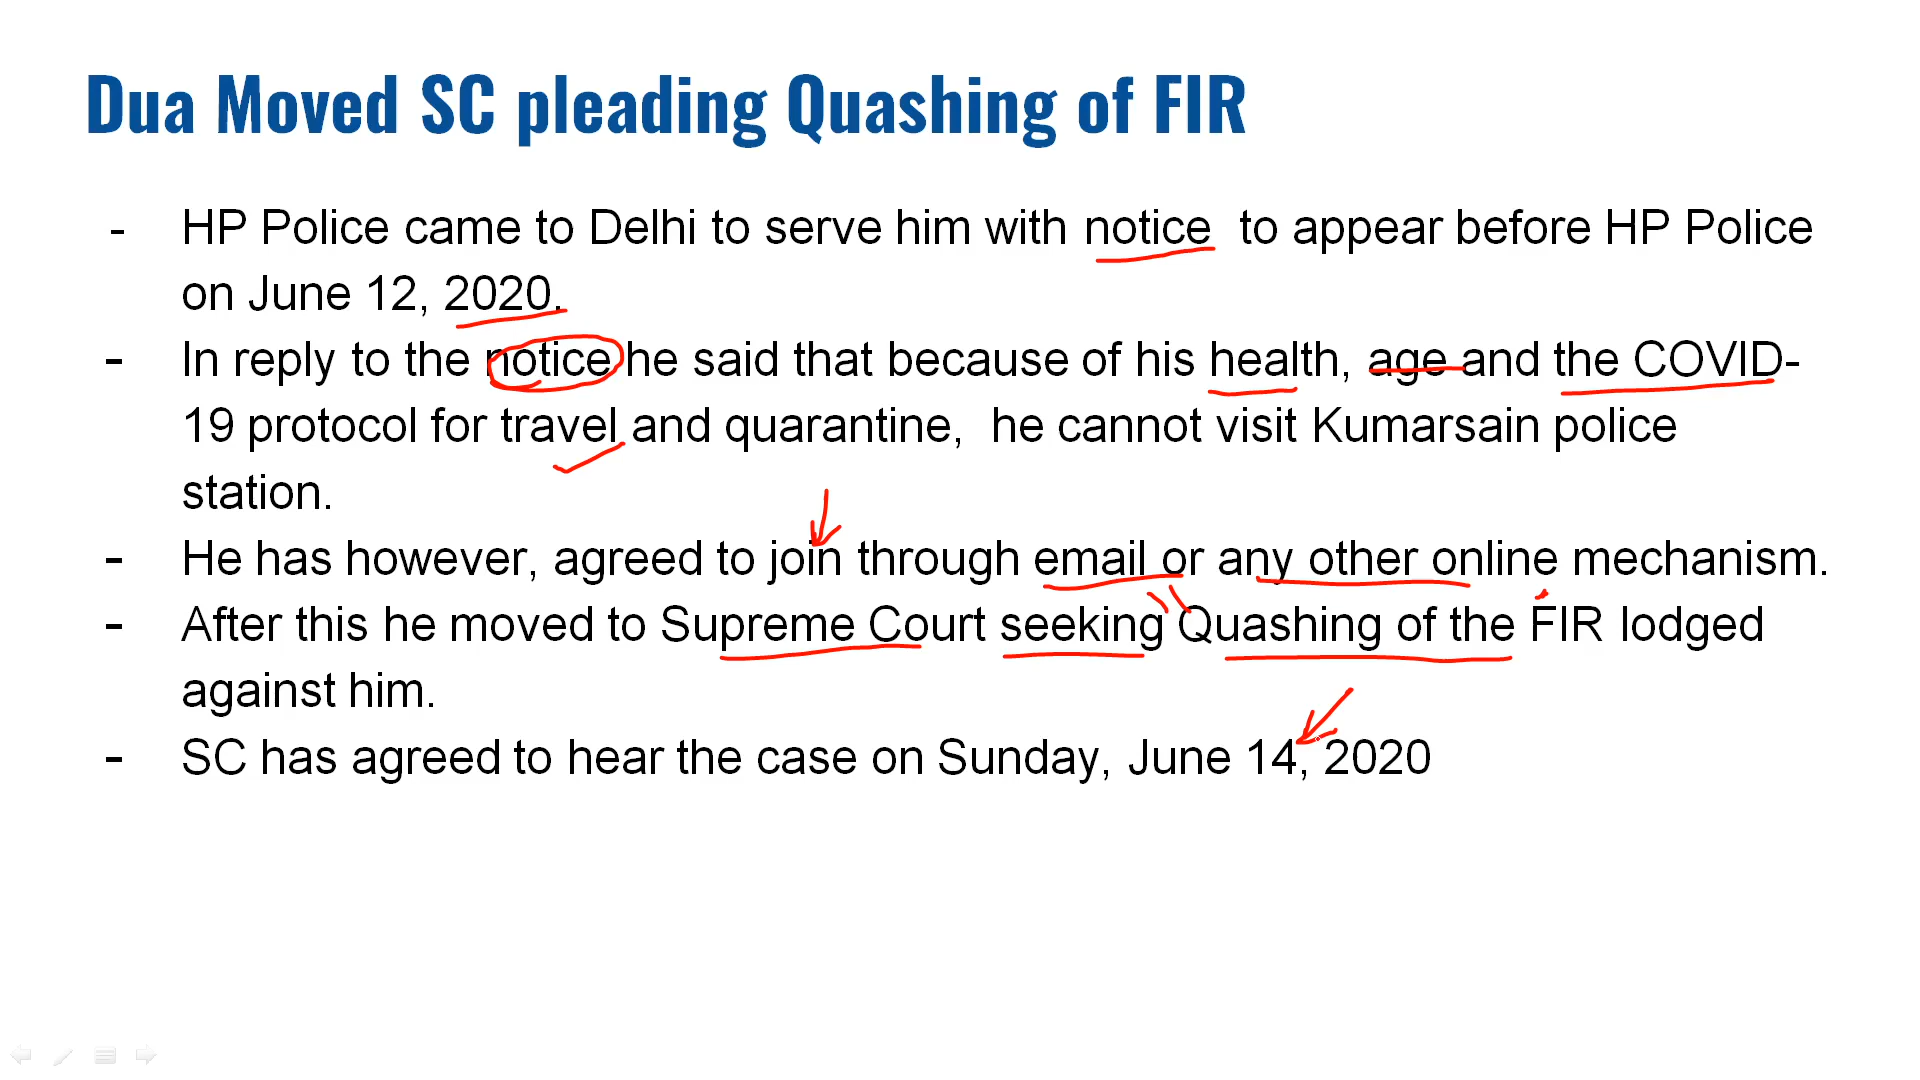 Dua Moved SC pleading Quashing of FIR
- HP Police came to Delhi to serve him with notice to appear before HP Police
on June 12, 2020.
- In reply to the notice he said that because of his health, age and the COVID-
19 protocol for travel and quarantine, he cannot visit Kumarsain police
station.
- He has however, agreed to join through email or any other online mechanism.
- After this he moved to Supreme Court seeking Quashing of the FIR lodged
against him.
- SC has agreed to hear the case on Sunday, June 14, 2020